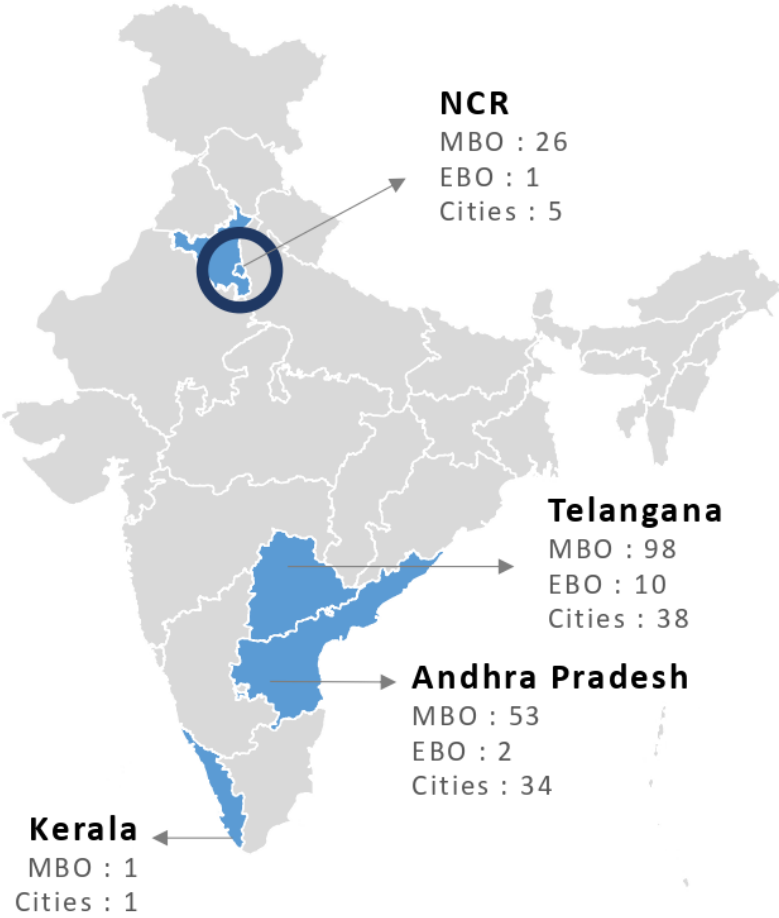 NCR
MBO : 26
EBO : 1
Cities : 5
Telangana
MBO : 98
EBO : 10
Cities : 38
Andhra Pradesh
MBO : 53
EBO : 2
Cities : 34
Kerala
MBO : 1
Cities : 1